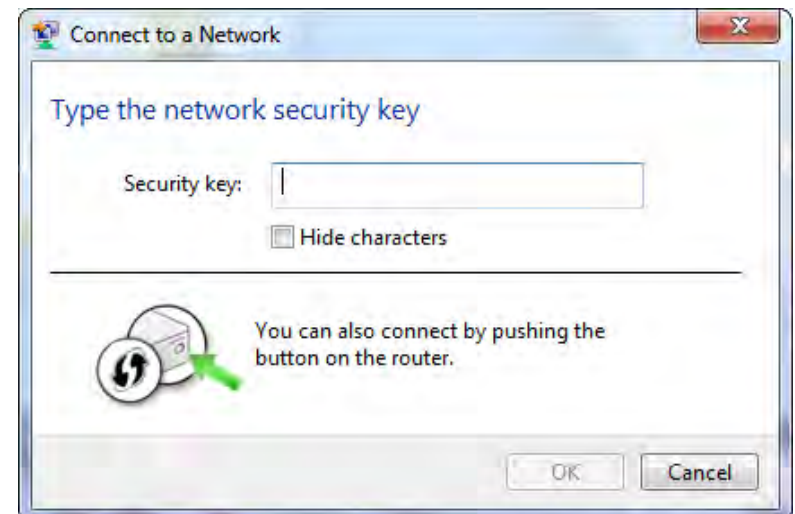 Connect to a Network
Type the network security key
Security key:
Hide characters
You can also connect by pushing the
button on the router.
OK
Cancel